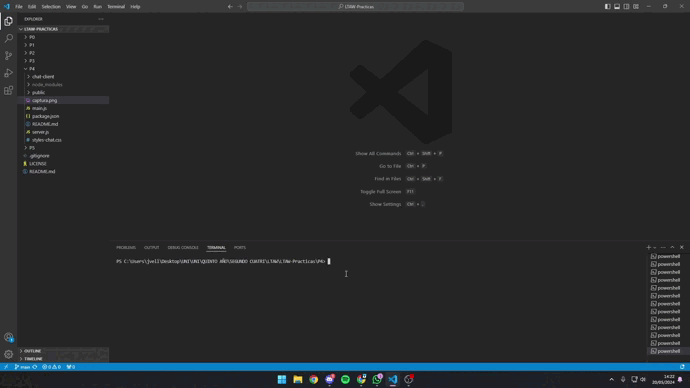 File Edit Selection View Go Run Terminal Help
LTAW-Practicas
EXPLORER
LTAW-PRACTICAS
P0
P1
P2
P3
P4
chat-client
node_modules
public
captura.png
main.js
package.json
README.md
server.js
styles-chat.css
P5
.gitignore
LICENSE
README.md
Show All Commands Ctrl + Shift + P
Go to File Ctrl + P
Find in Files Ctrl + Shift + F
Toggle Full Screen F11
Show Settings Ctrl + ,
PROBLEMS OUTPUT DEBUG CONSOLE TERMINAL PORTS
PS C:\Users\jvell\Desktop\UNI\UNI\QUINTO AÑO\SEGUNDO CUATRI\LTAW\LTAW-Practicas\P4>
powershell
powershell
powershell
powershell
powershell
powershell
powershell
powershell
powershell
powershell
powershell
powershell
powershell
OUTLINE
TIMELINE
main 0 0 0
14:22
20/05/2024